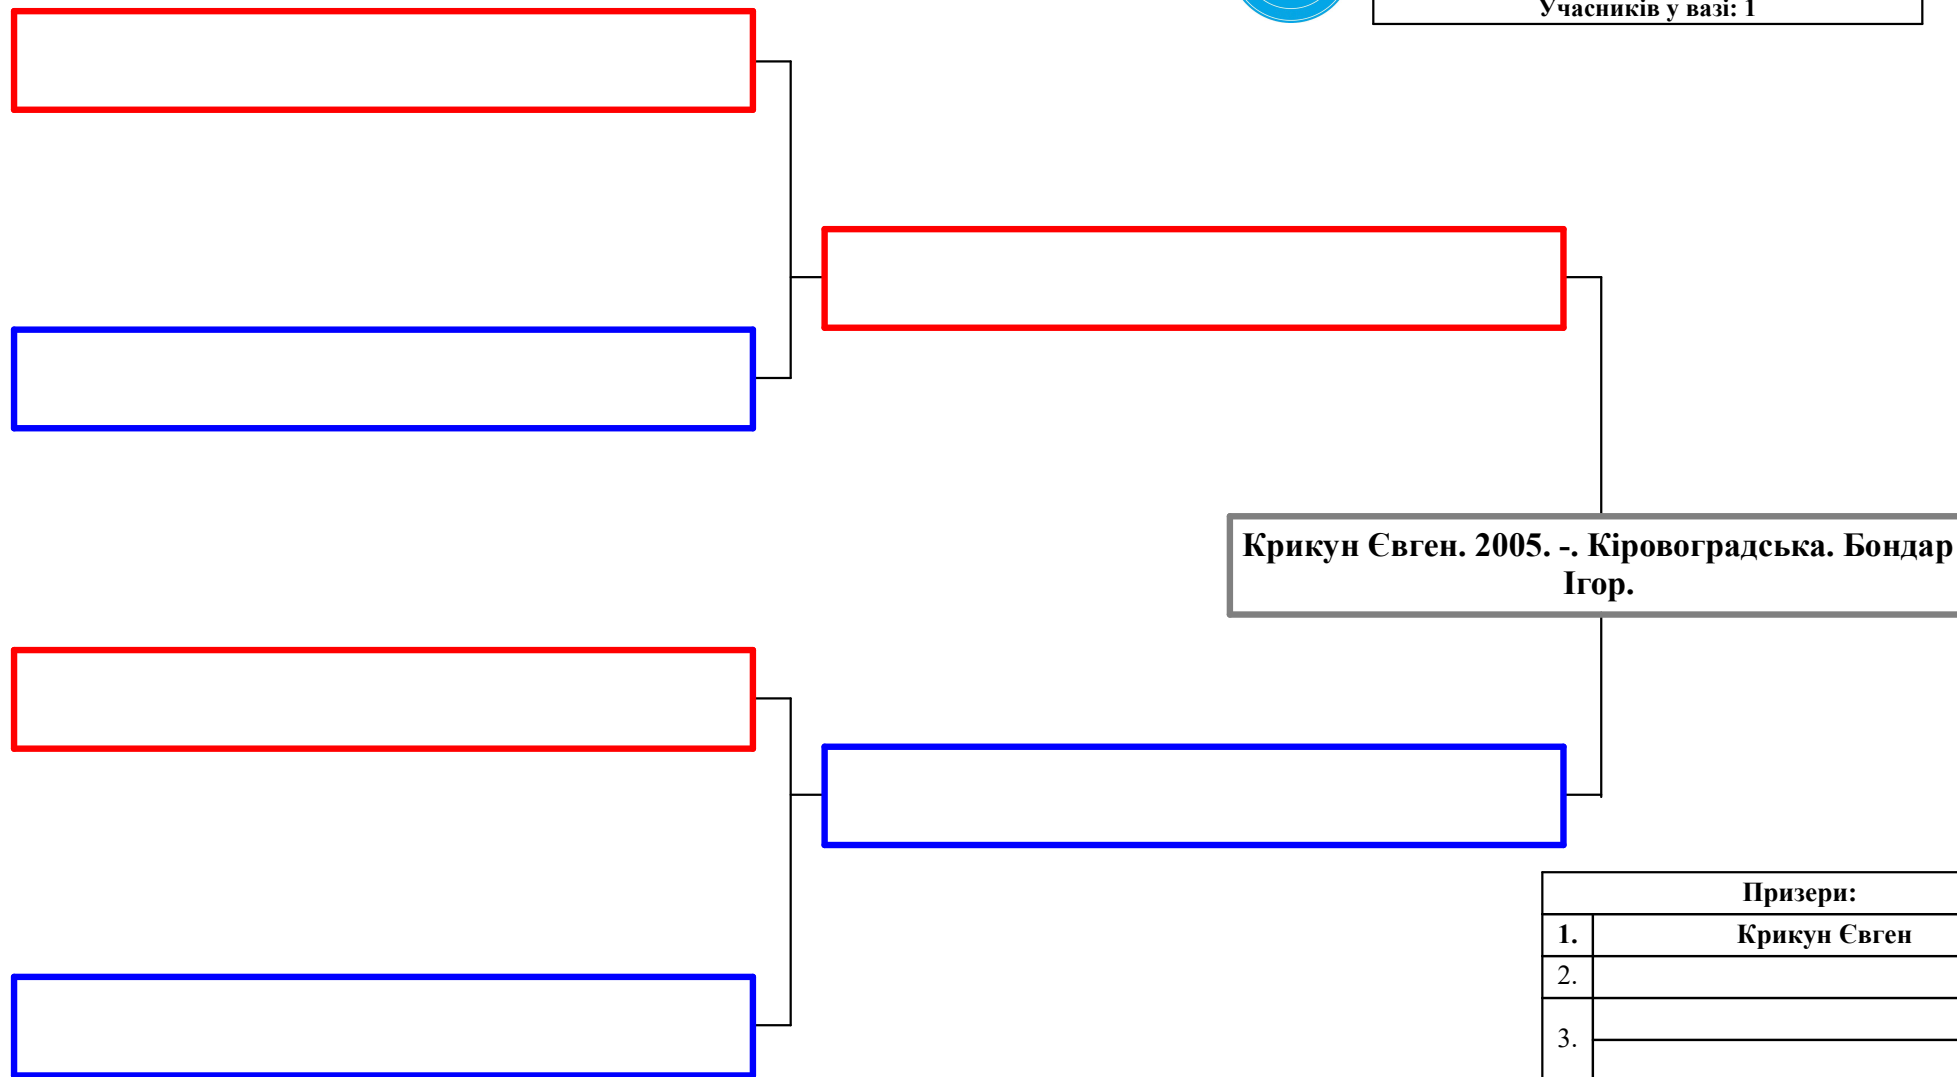 Учасників у вазі: 1
Крикун Євген. 2005. -. Кіровоградська. Бондар
Ігор.
Призери:
1. Крикун Євген
2.
3.